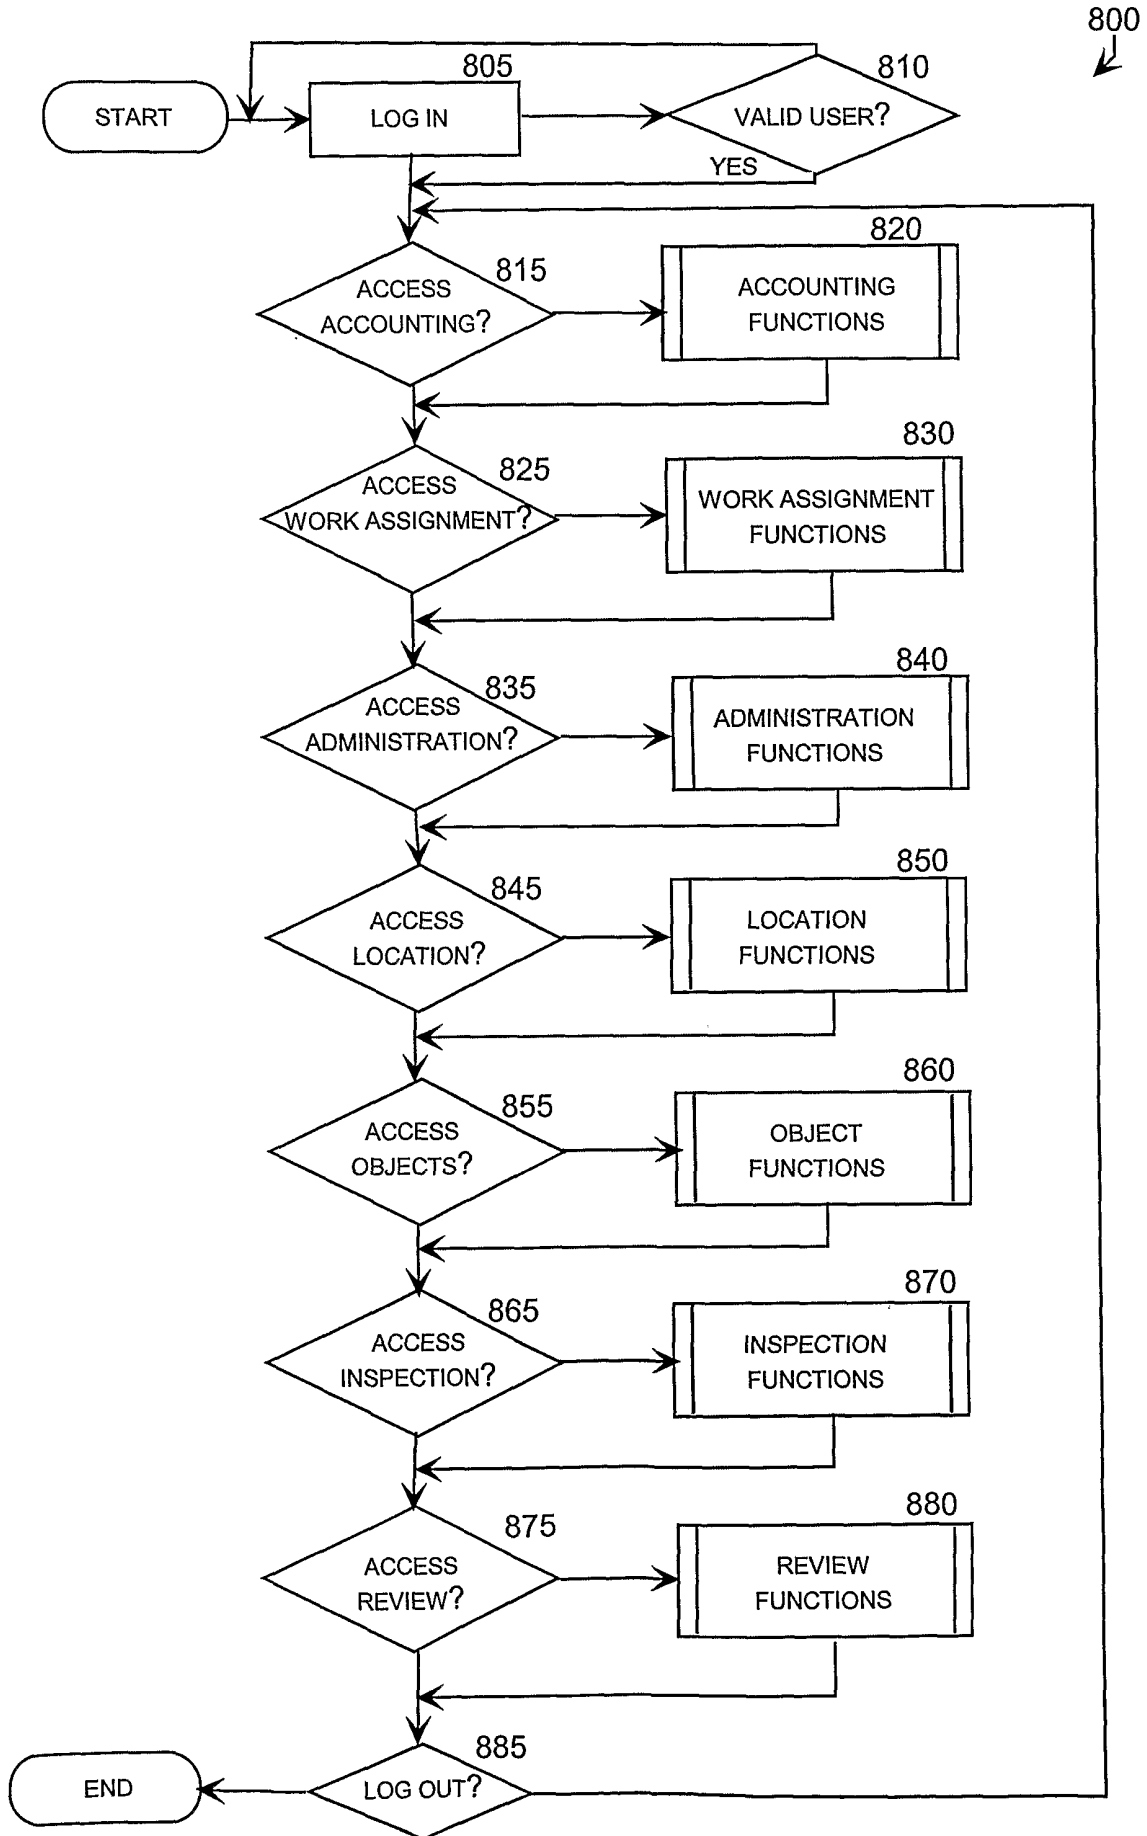 800
805
810
START
LOG IN
VALID USER?
YES
820
815
ACCESS
ACCOUNTING?
ACCOUNTING
FUNCTIONS
830
825
ACCESS
WORK ASSIGNMENT?
WORK ASSIGNMENT
FUNCTIONS
840
835
ACCESS
ADMINISTRATION?
ADMINISTRATION
FUNCTIONS
850
845
ACCESS
LOCATION?
LOCATION
FUNCTIONS
860
855
ACCESS
OBJECTS?
OBJECT
FUNCTIONS
870
865
ACCESS
INSPECTION?
INSPECTION
FUNCTIONS
880
875
ACCESS
REVIEW?
REVIEW
FUNCTIONS
885
END
LOG OUT?